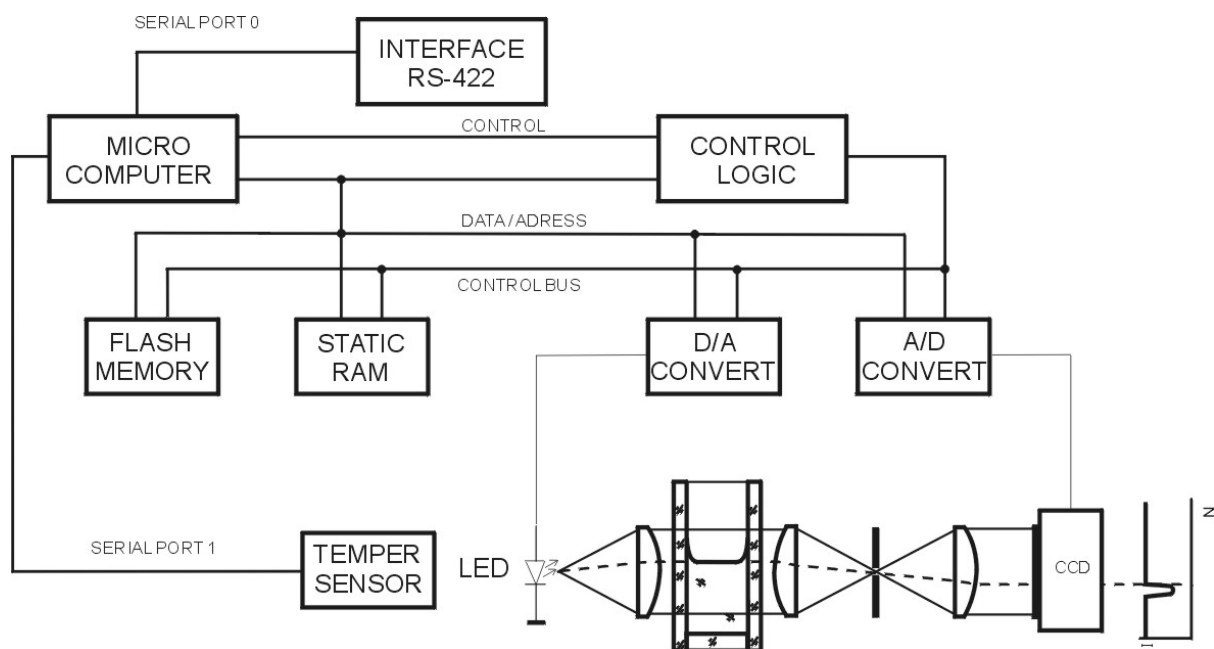 SERIAL PORT 0
INTERFACE
RS-422
MICRO
COMPUTER
CONTROL
CONTROL
LOGIC
DATA / ADRESS
CONTROL BUS
FLASH
MEMORY
STATIC
RAM
D/A
CONVERT
A/D
CONVERT
SERIAL PORT 1
TEMPER
SENSOR
LED
CCD
N
I